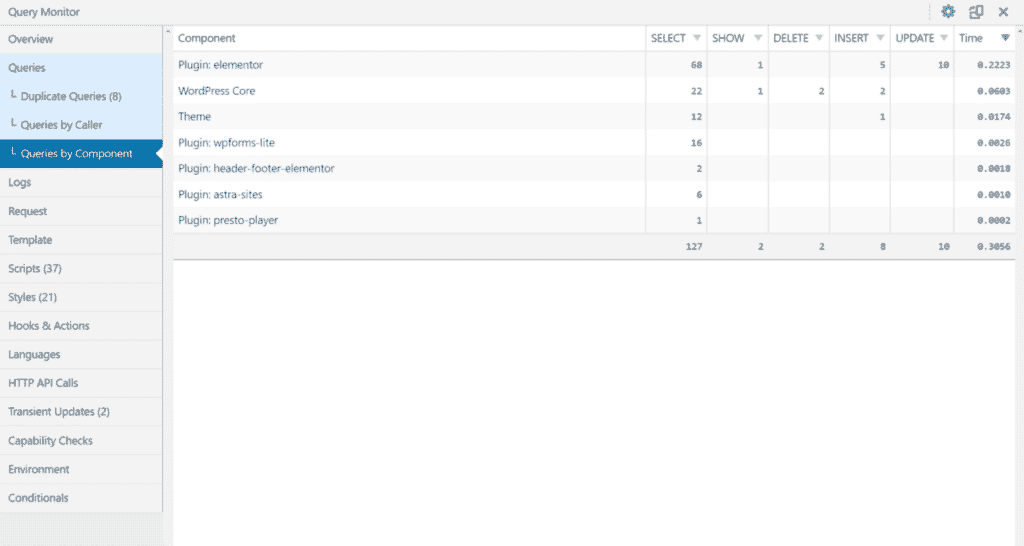 Query Monitor
Overview
Queries
Duplicate Queries (8)
Queries by Caller
Queries by Component
Logs
Request
Template
Scripts (37)
Styles (21)
Hooks & Actions
Languages
HTTP API Calls
Transient Updates (2)
Capability Checks
Environment
Conditionals
Component SELECT SHOW DELETE INSERT UPDATE Time
Plugin: elementor 68 1 5 10 0.2223
WordPress Core 22 1 2 2 0.0603
Theme 12 1 0.0174
Plugin: wpforms-lite 16 0.0026
Plugin: header-footer-elementor 2 0.0018
Plugin: astra-sites 6 0.0010
Plugin: presto-player 1 0.0002
127 2 2 8 10 0.3056